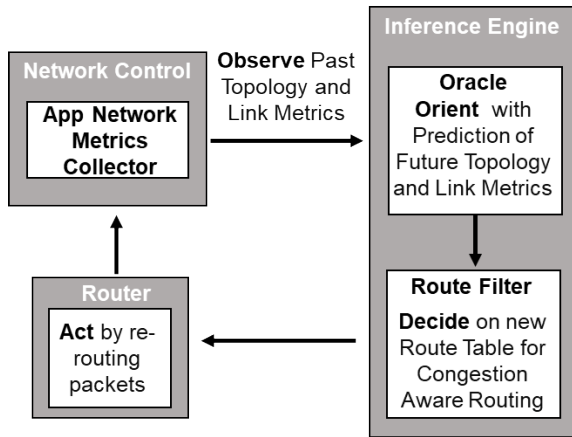 Network Control
App Network
Metrics
Collector
Observe Past
Topology and
Link Metrics
Inference Engine
Oracle
Orient with
Prediction of
Future Topology
and Link Metrics
Route Filter
Decide on new
Route Table for
Congestion
Aware Routing
Router
Act by re-
routing
packets